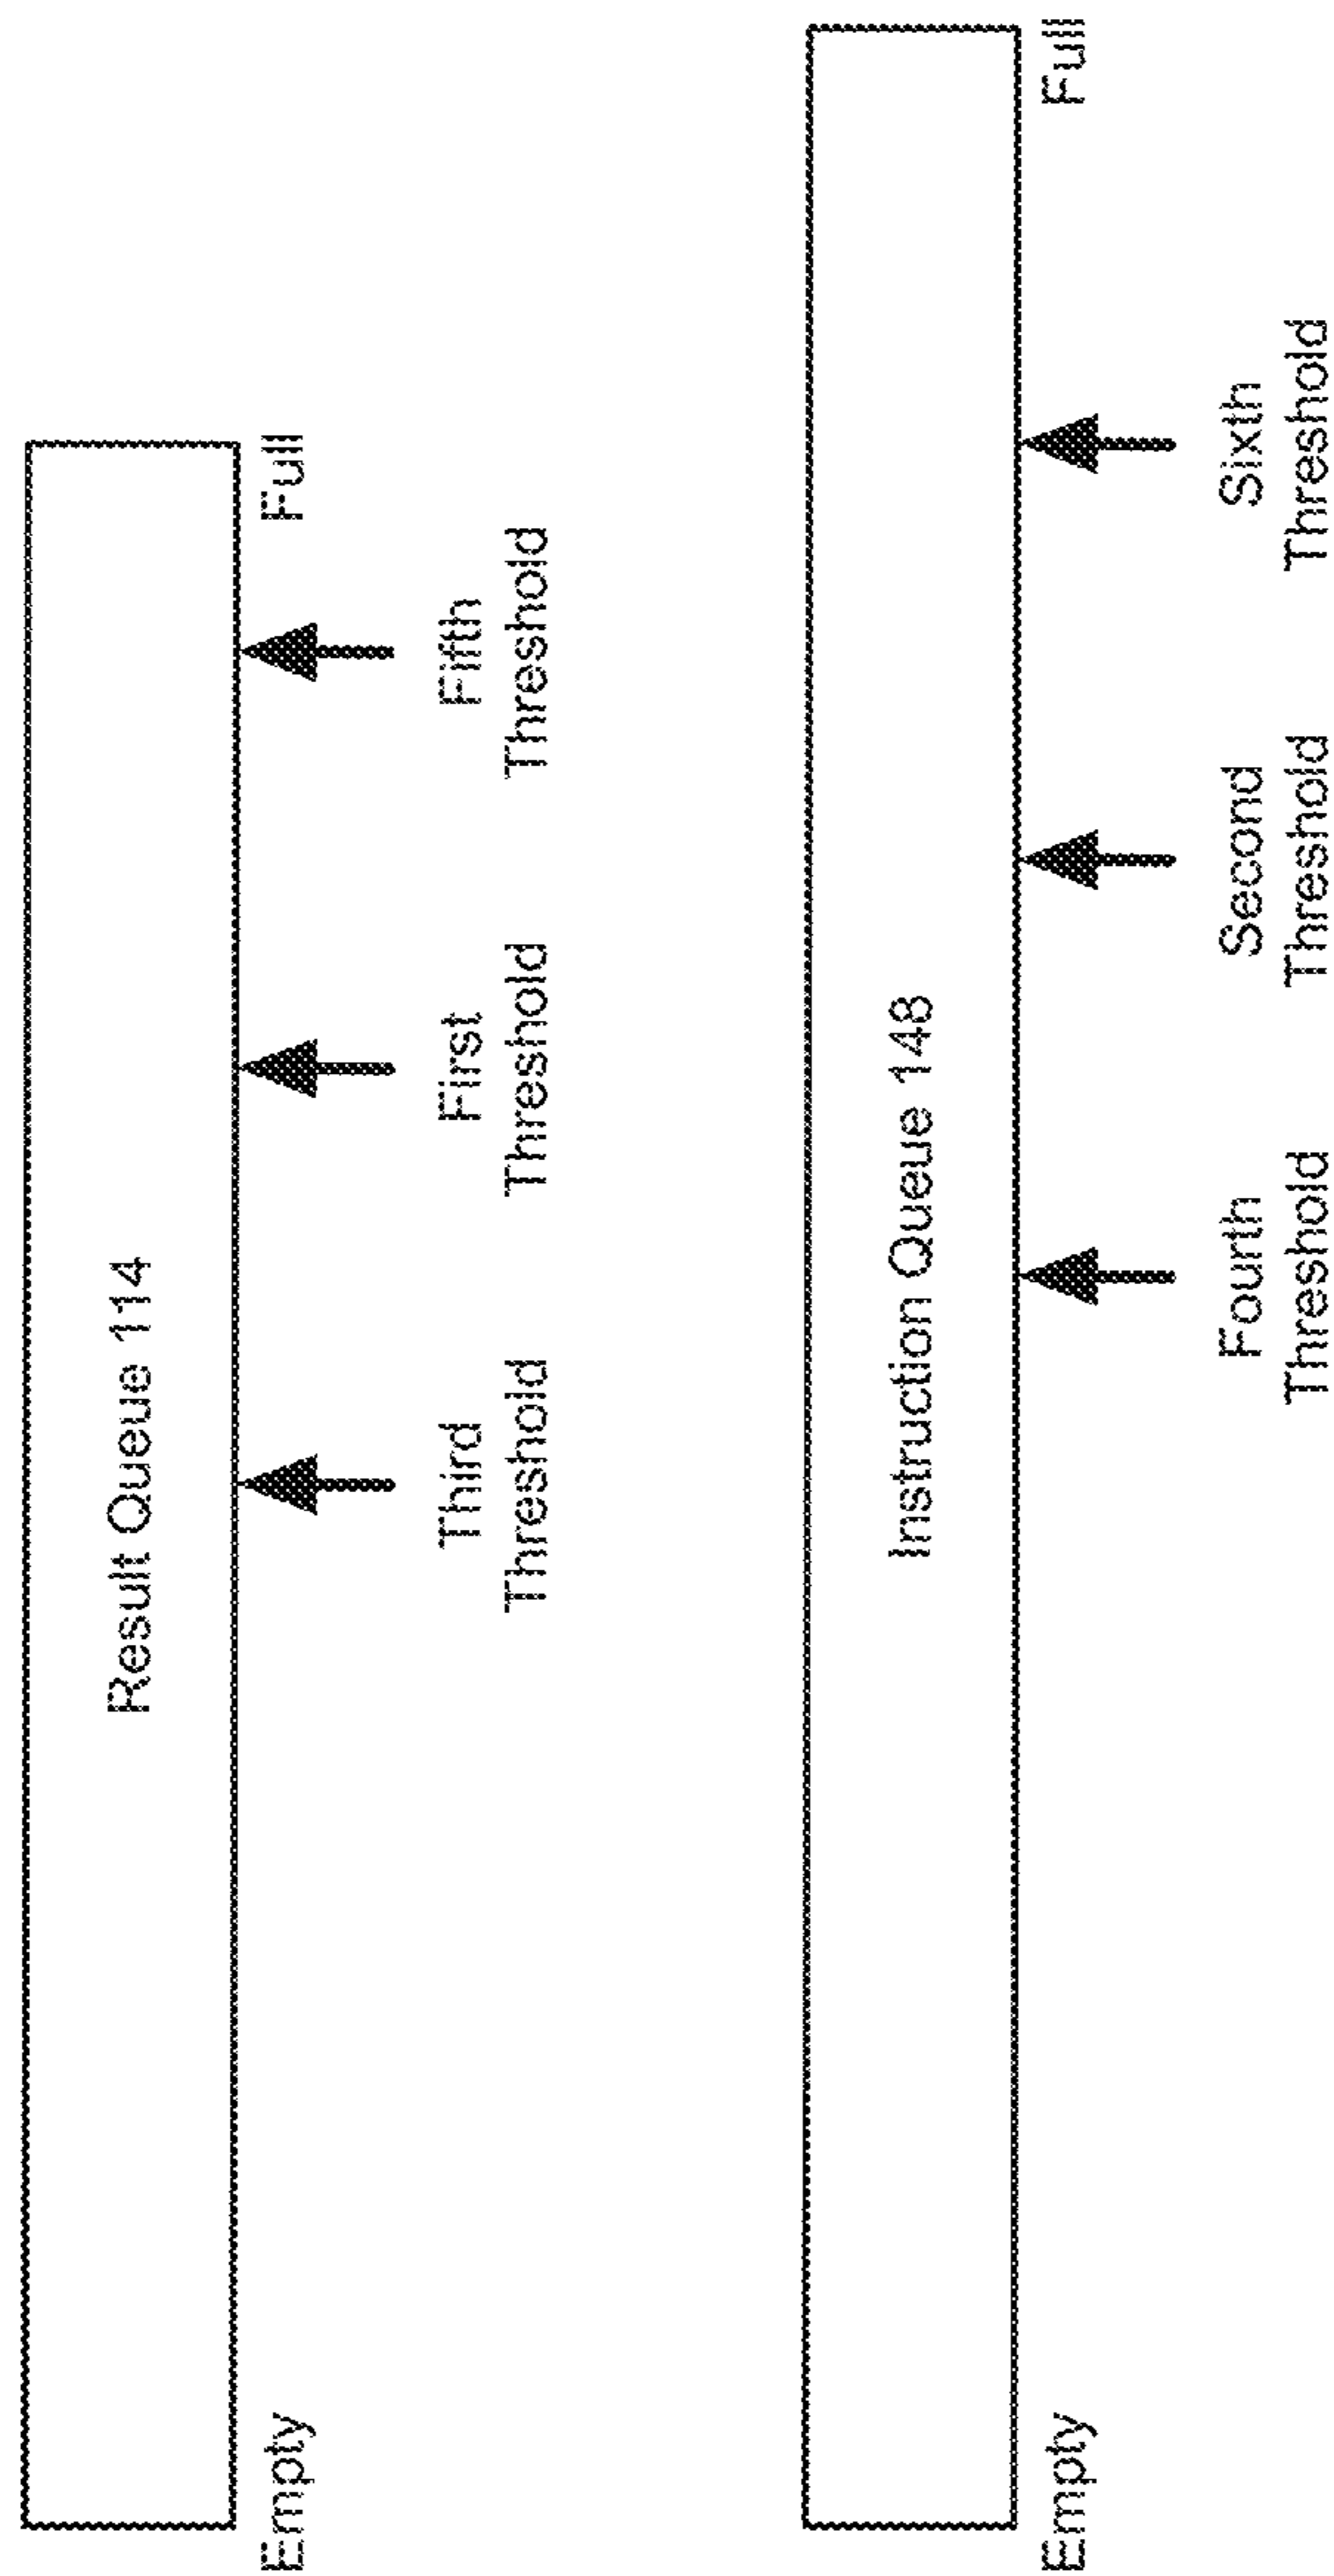 Result Queue 114
Empty
Full
Third
Threshold
First
Threshold
Fifth
Threshold
Instruction Queue 148
Empty
Full
Fourth
Threshold
Second
Threshold
Sixth
Threshold